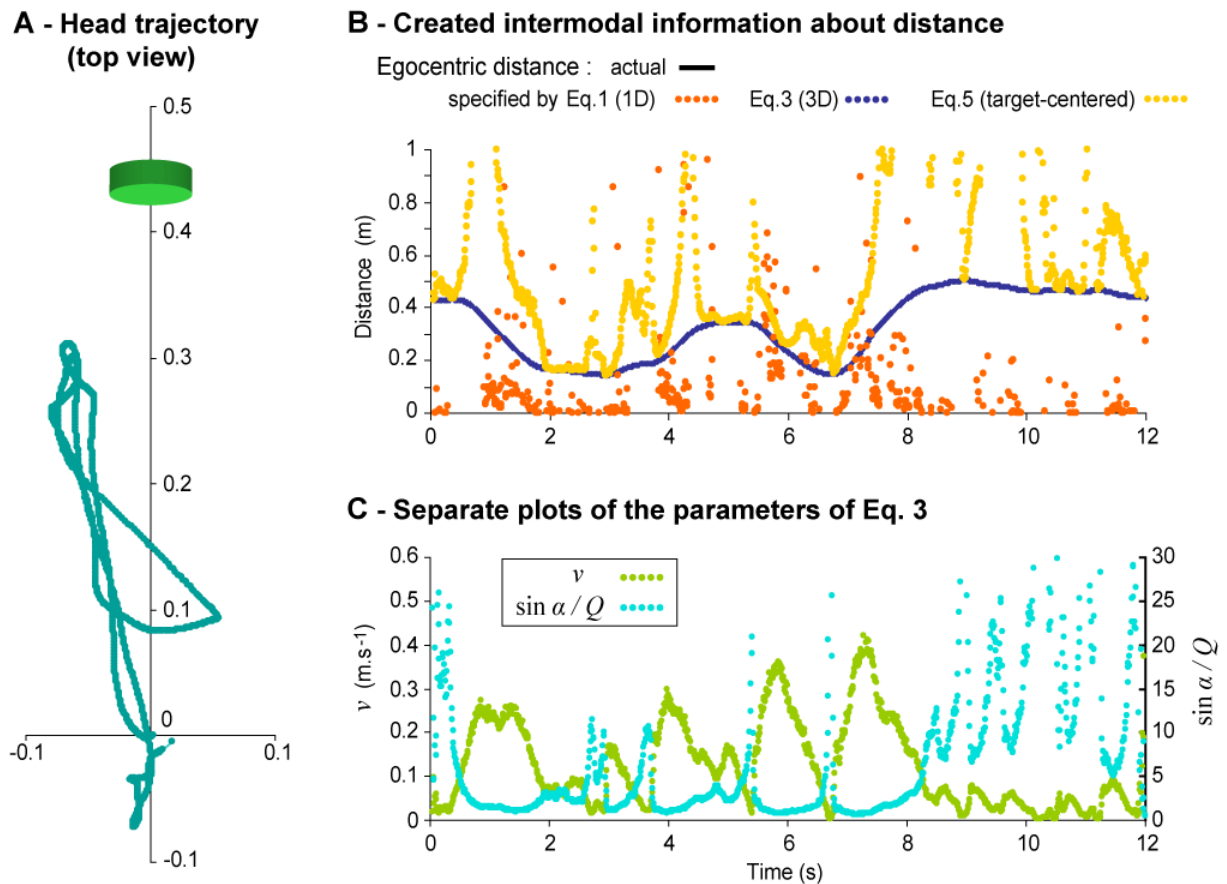 A - Head trajectory
(top view)
0.5
0.4
0.3
0.2
0.1
0
-0.1
0.1
-0.1
B - Created intermodal information about distance
Egocentric distance : actual
specified by Eq.1 (1D) Eq.3 (3D) Eq.5 (target-centered)
Distance (m)
1
0.8
0.6
0.4
0.2
0
0 2 4 6 8 10 12
C - Separate plots of the parameters of Eq. 3
v
sin α / Q
v (m.s-1)
0.6
0.5
0.4
0.3
0.2
0.1
0
30
25
20
15
10
5
0
sin α / Q
0 2 4 6 8 10 12
Time (s)